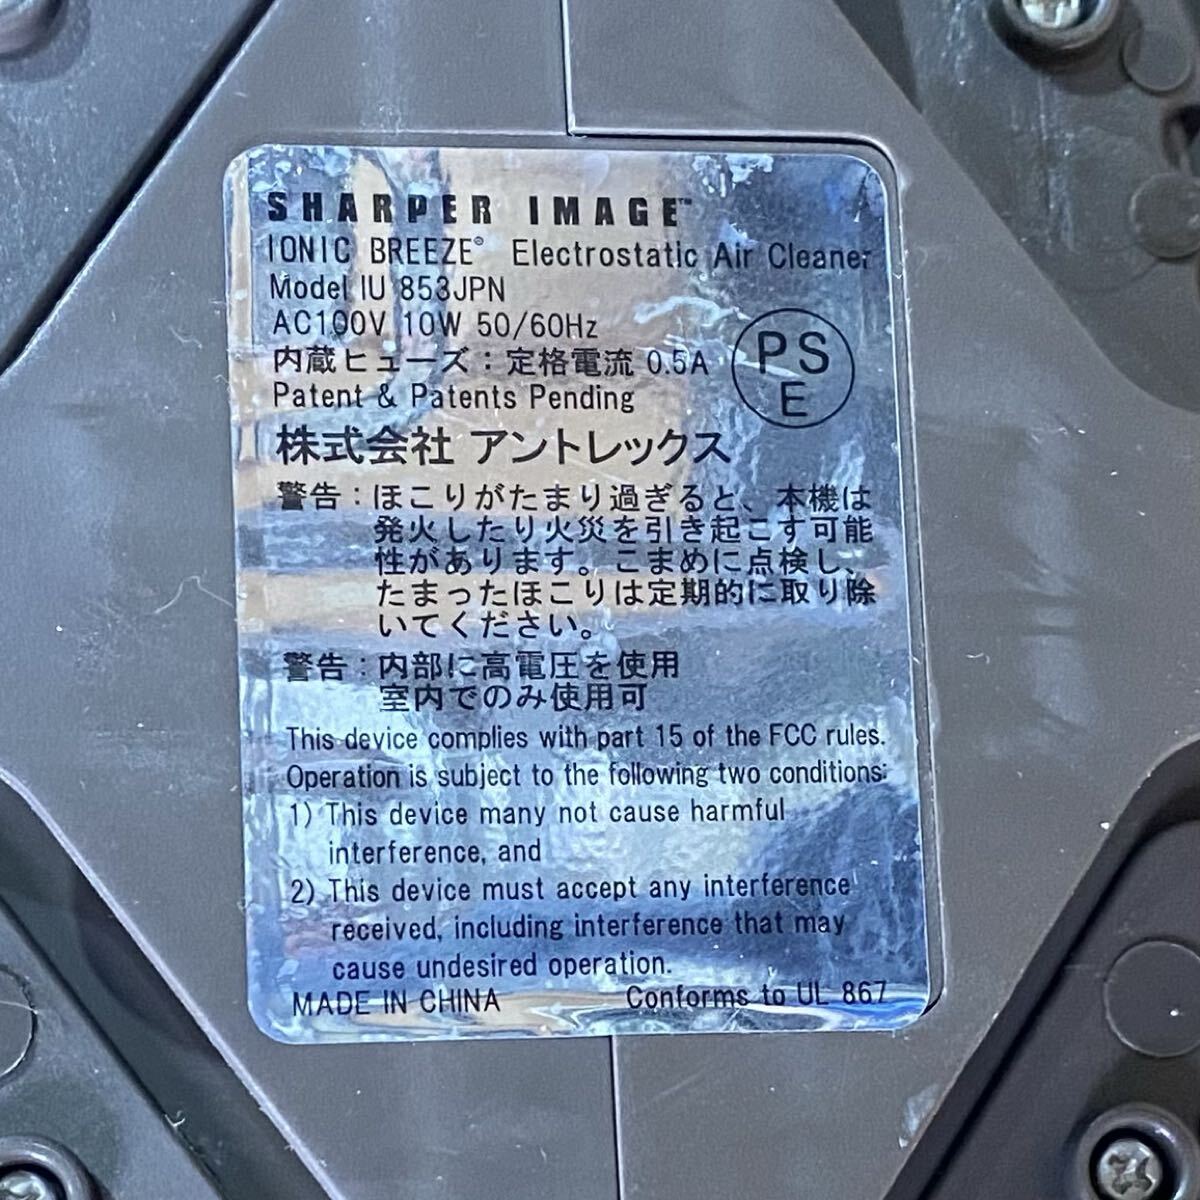 SHARPER IMAGE™
IONIC BREEZE® Electrostatic Air Cleaner
Model IU 853JPN
AC100V 10W 50/60Hz
内蔵ヒューズ：定格電流 0.5A
PS
E
Patent & Patents Pending
株式会社 アントレックス
警告：ほこりがたまり過ぎると、本機は
発火したり火災を引き起こす可能
性があります。こまめに点検し、
たまったほこりは定期的に取り除
いてください。
警告：内部に高電圧を使用
室内でのみ使用可
This device complies with part 15 of the FCC rules.
Operation is subject to the following two conditions:
1) This device many not cause harmful
interference, and
2) This device must accept any interference
received, including interference that may
cause undesired operation.
MADE IN CHINA Conforms to UL 867